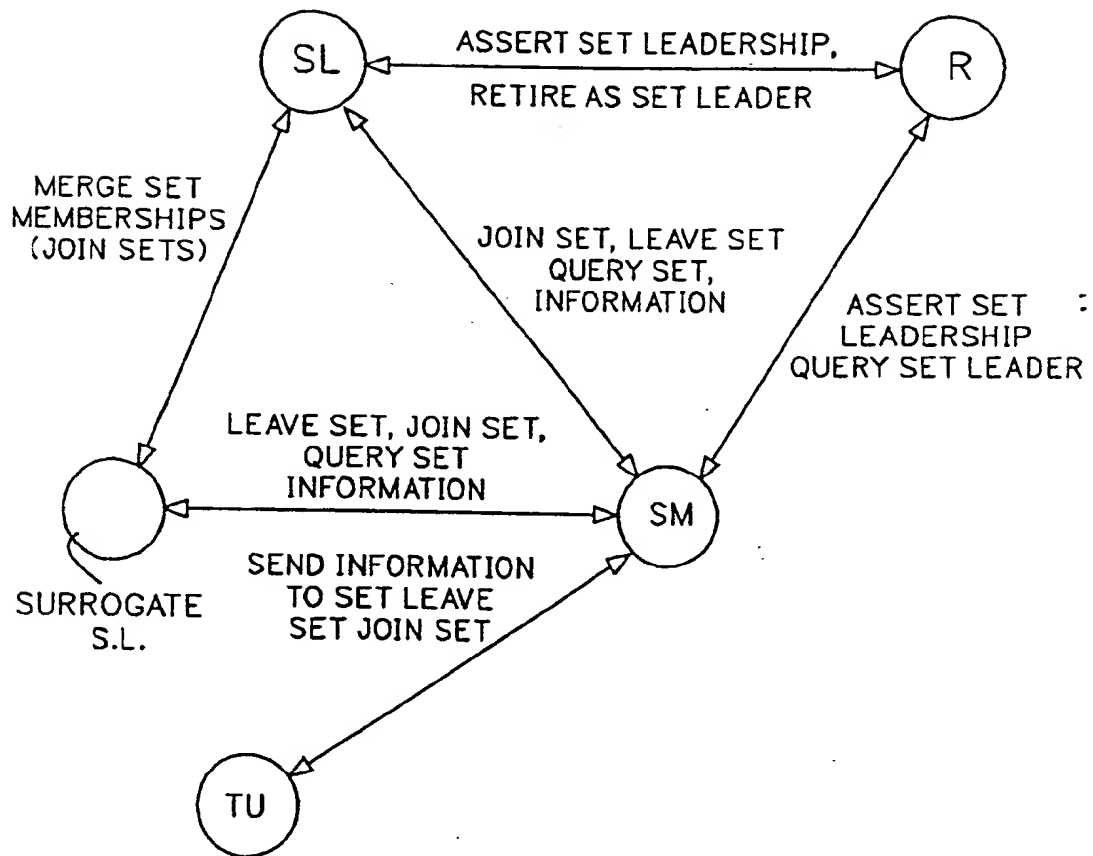 SL
ASSERT SET LEADERSHIP,
RETIRE AS SET LEADER
R
MERGE SET
MEMBERSHIPS
(JOIN SETS)
JOIN SET, LEAVE SET
QUERY SET,
INFORMATION
ASSERT SET
LEADERSHIP
QUERY SET LEADER
LEAVE SET, JOIN SET,
QUERY SET
INFORMATION
SM
SURROGATE
S.L.
SEND INFORMATION
TO SET LEAVE
SET JOIN SET
TU